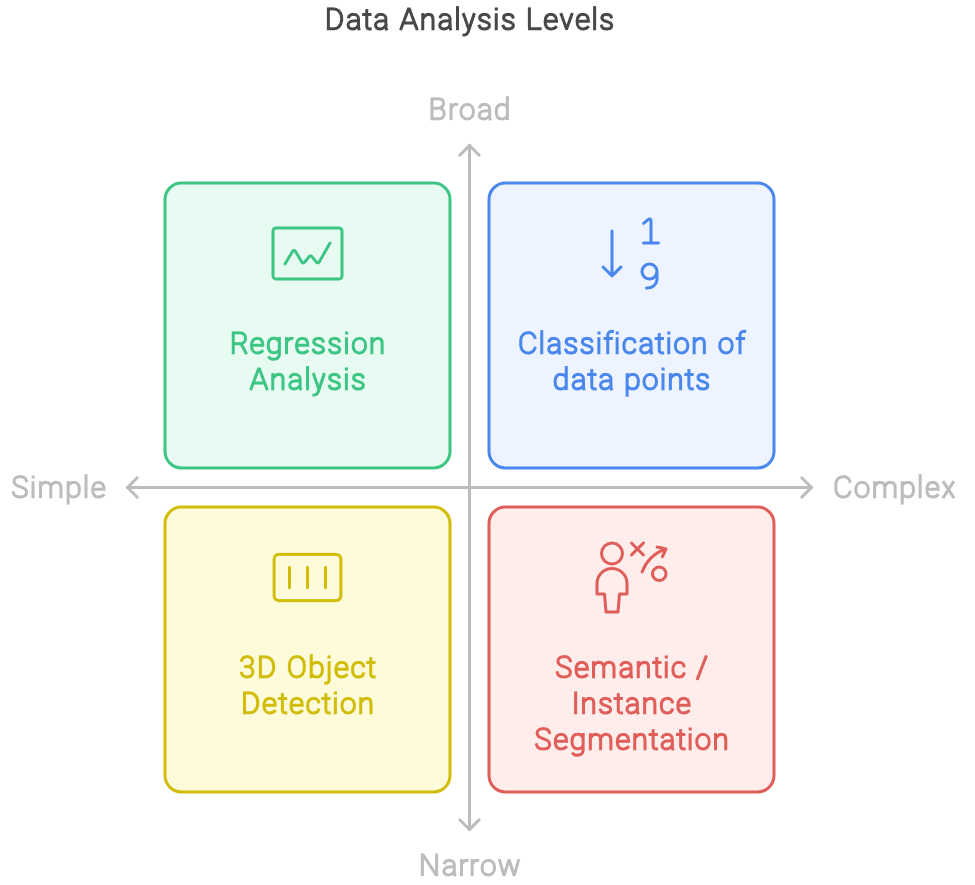 Data Analysis Levels
Broad
Regression
Analysis
1
9
Classification of
data points
Simple
Complex
3D Object
Detection
Semantic /
Instance
Segmentation
Narrow